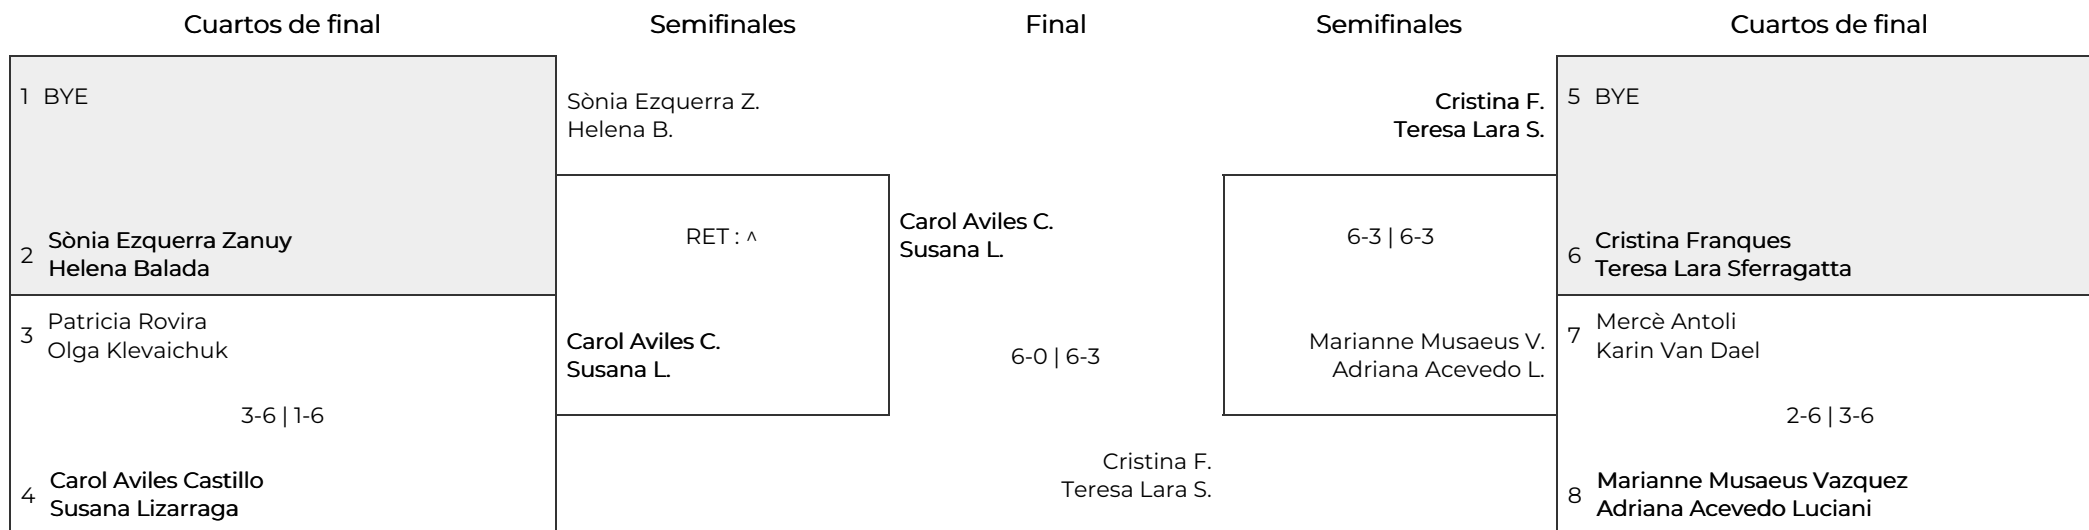 Cuartos de final
Semifinales
Final
Semifinales
Cuartos de final
1 BYE
2 Sònia Ezquerra Zanuy
Helena Balada
3 Patricia Rovira
Olga Klevaichuk
3-6 | 1-6
4 Carol Aviles Castillo
Susana Lizarraga
Sònia Ezquerra Z.
Helena B.
RET : ^
Carol Aviles C.
Susana L.
Carol Aviles C.
Susana L.
6-0 | 6-3
Cristina F.
Teresa Lara S.
Cristina F.
Teresa Lara S.
6-3 | 6-3
Marianne Musaeus V.
Adriana Acevedo L.
5 BYE
6 Cristina Franques
Teresa Lara Sferragatta
7 Mercè Antoli
Karin Van Dael
2-6 | 3-6
8 Marianne Musaeus Vazquez
Adriana Acevedo Luciani